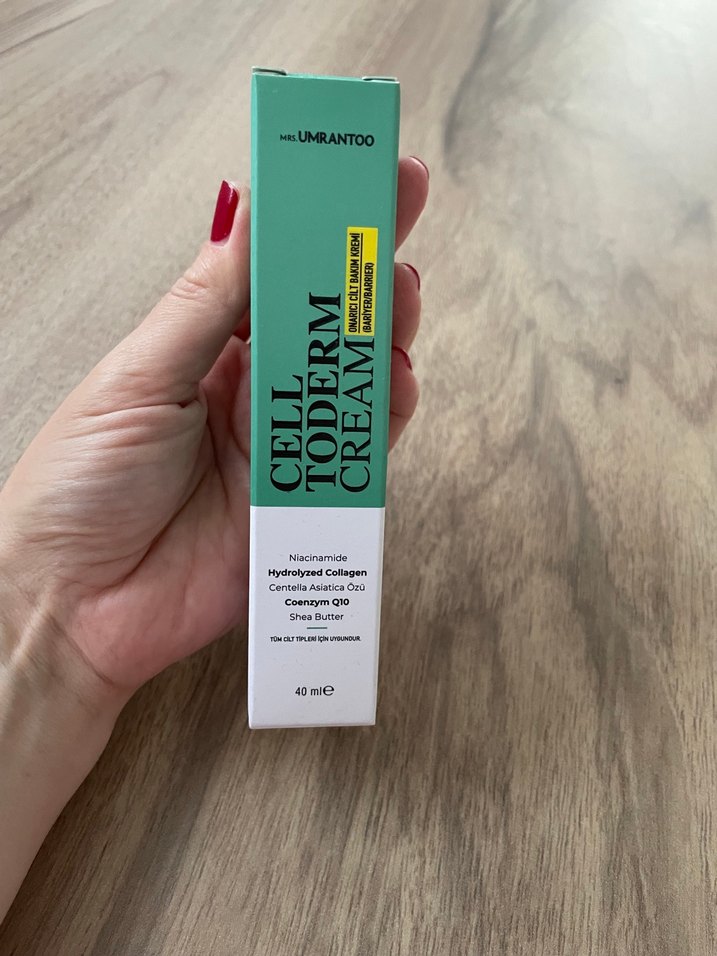 MRS. UMRANTOO
CELL
TODERM
CREAM
ONARICI CİLT BAKIM KREMİ
(BARİYER/BARRIER)
Niacinamide
Hydrolyzed Collagen
Centella Asiatica Özü
Coenzym Q10
Shea Butter
TÜM CİLT TİPLERİ İÇİN UYGUNDUR.
40 ml℮